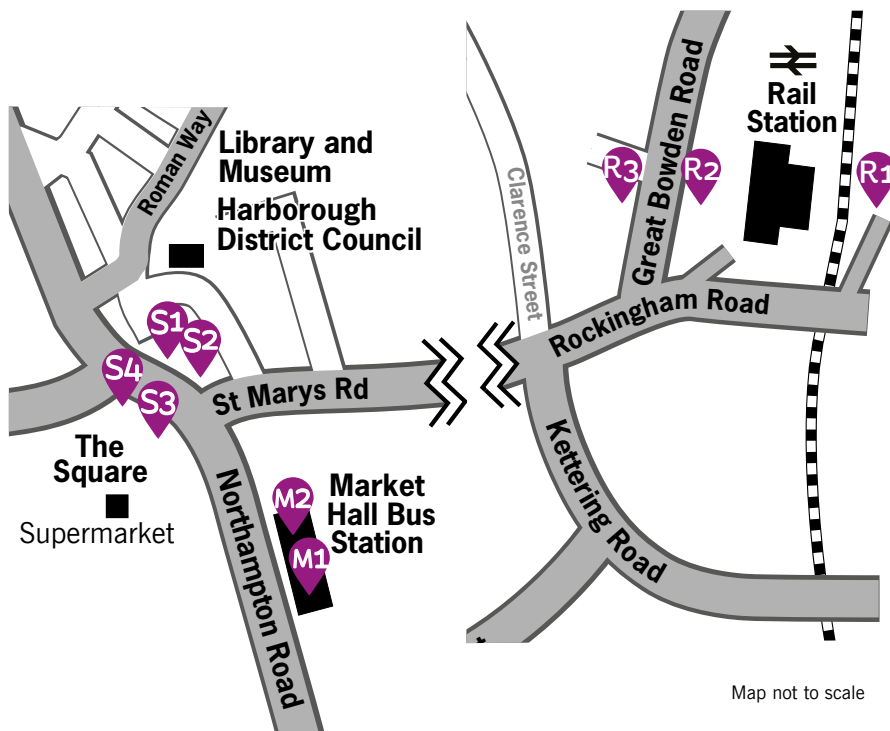 Roman Way
Library and
Museum
Harborough
District Council
S1
S2
S4
S3
St Marys Rd
The
Square
Supermarket
Northampton Road
M2
M1
Market
Hall Bus
Station
Clarence Street
Great Bowden Road
R3
R2
R1
Rail
Station
Rockingham Road
Kettering Road
Map not to scale